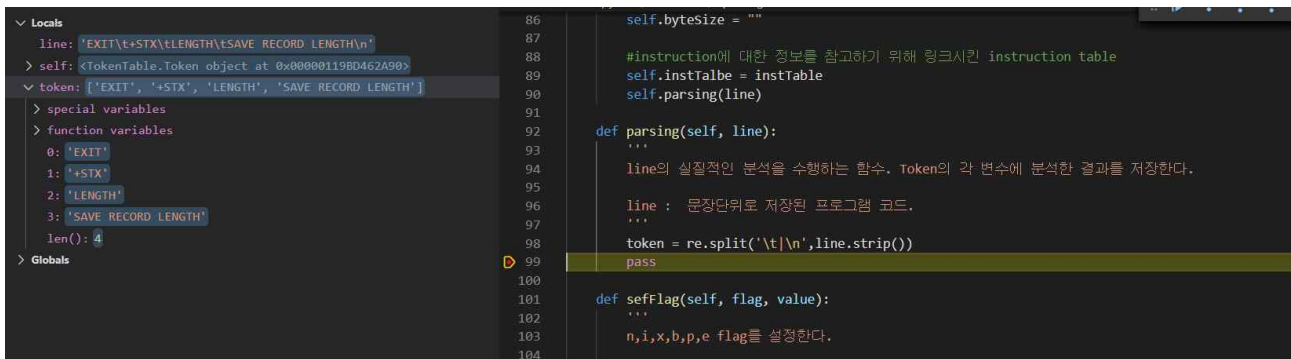 Locals
line: 'EXIT\t+STX\tLENGTH\tSAVE RECORD LENGTH\n'
self: <TokenTable.Token object at 0x00000119BD462A90>
token: ['EXIT', '+STX', 'LENGTH', 'SAVE RECORD LENGTH']
special variables
function variables
0: 'EXIT'
1: '+STX'
2: 'LENGTH'
3: 'SAVE RECORD LENGTH'
len(): 4
Globals
86 self.byteSize = ""
87
88 #instruction에 대한 정보를 참고하기 위해 링크시킨 instruction table
89 self.instTalbe = instTable
90 self.parsing(line)
91
92 def parsing(self, line):
93 '''
94 line의 실질적인 분석을 수행하는 함수. Token의 각 변수에 분석한 결과를 저장한다.
95
96 line : 문장단위로 저장된 프로그램 코드.
97 '''
98 token = re.split('\t|\n',line.strip())
99 pass
100
101 def sefFlag(self, flag, value):
102 '''
103 n,i,x,b,p,e flag를 설정한다.
104